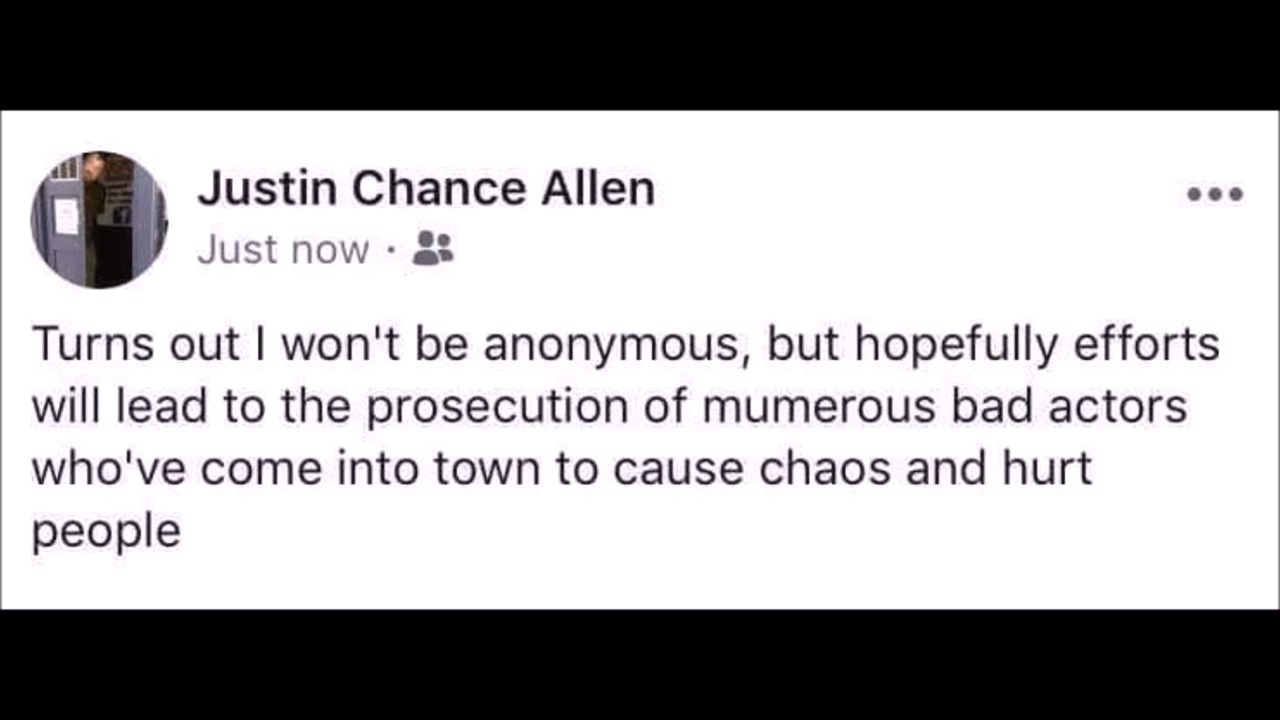 Justin Chance Allen
Just now ·
Turns out I won't be anonymous, but hopefully efforts
will lead to the prosecution of mumerous bad actors
who've come into town to cause chaos and hurt
people